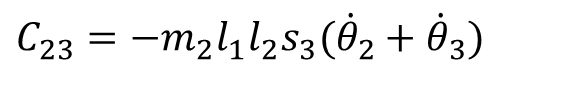 C₂₃ = −m₂l₁l₂s₃(θ̇₂ + θ̇₃)